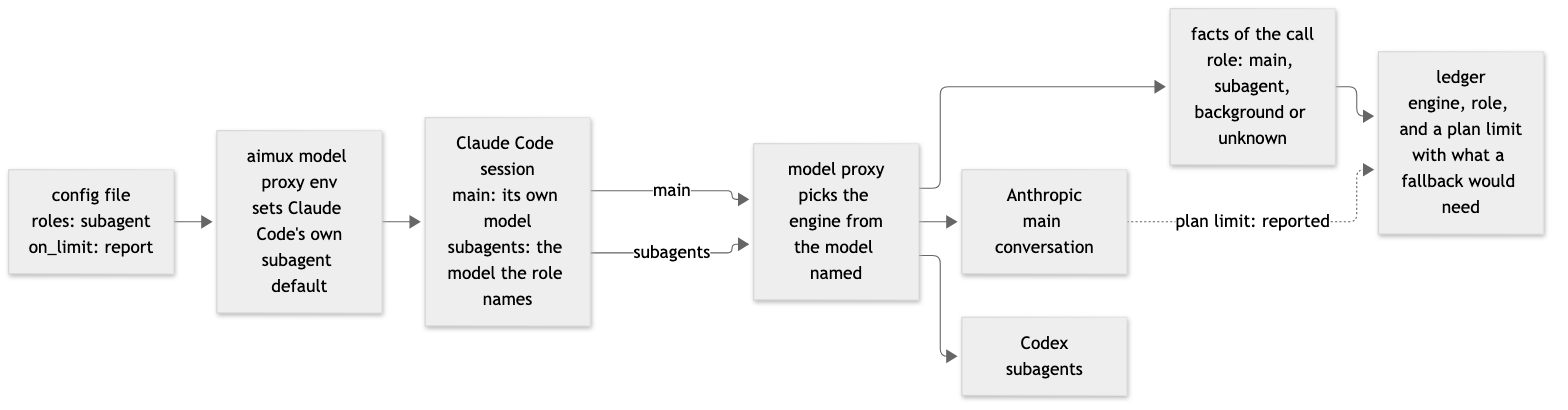 config file
roles: subagent
on_limit: report
aimux model
proxy env
sets Claude
Code's own
subagent
default
Claude Code
session
main: its own
model
subagents: the
model the role
names
main
subagents
model proxy
picks the
engine from
the model
named
facts of the call
role: main,
subagent,
background or
unknown
Anthropic
main
conversation
Codex
subagents
plan limit: reported
ledger
engine, role,
and a plan limit
with what a
fallback would
need